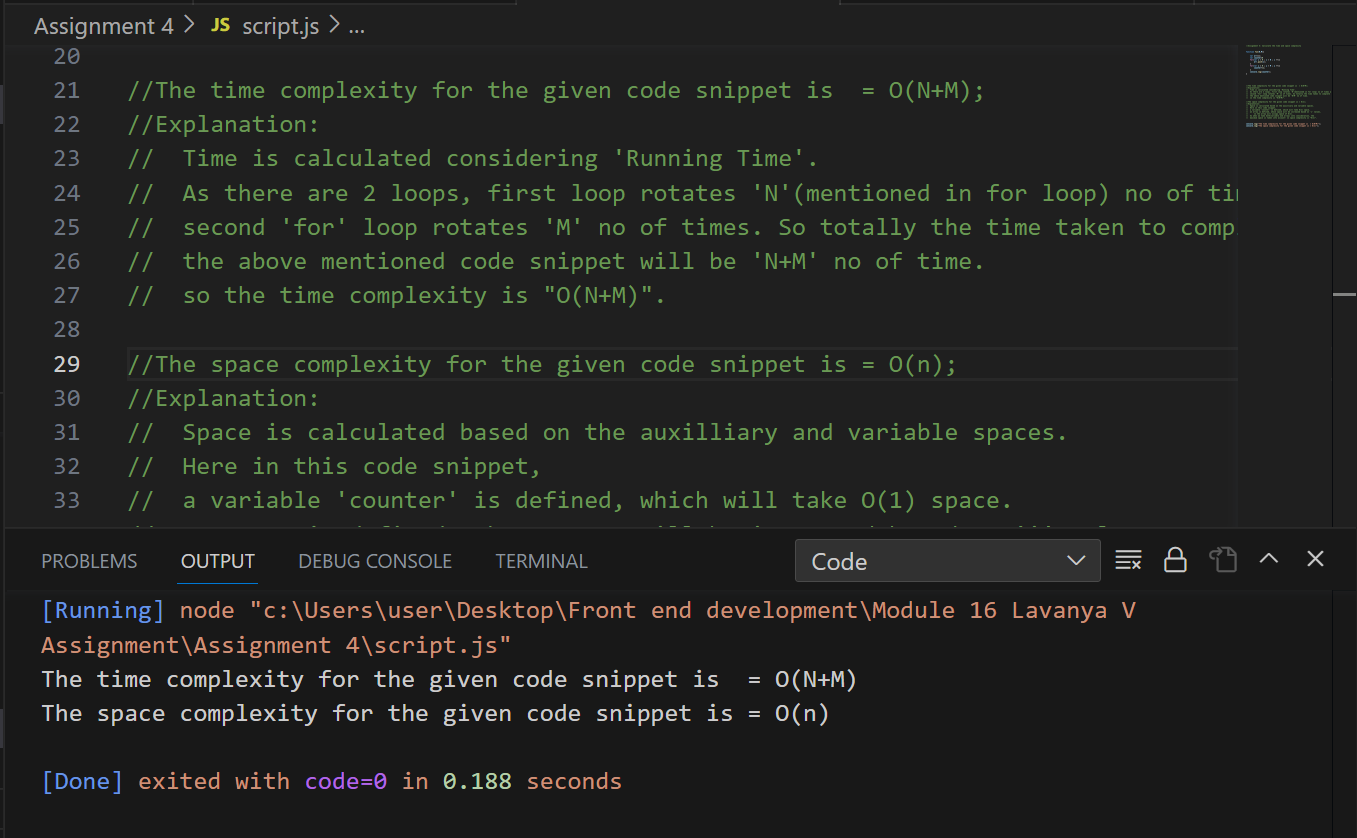 Assignment 4 > JS script.js > ...
20
21 //The time complexity for the given code snippet is  = O(N+M);
22 //Explanation:
23 //  Time is calculated considering 'Running Time'.
24 //  As there are 2 loops, first loop rotates 'N'(mentioned in for loop) no of
25 //  second 'for' loop rotates 'M' no of times. So totally the time taken to
26 //  the above mentioned code snippet will be 'N+M' no of time.
27 //  so the time complexity is "O(N+M)".
28
29 //The space complexity for the given code snippet is = O(n);
30 //Explanation:
31 //  Space is calculated based on the auxilliary and variable spaces.
32 //  Here in this code snippet,
33 //  a variable 'counter' is defined, which will take O(1) space.
PROBLEMS OUTPUT DEBUG CONSOLE TERMINAL Code
[Running] node "c:\Users\user\Desktop\Front end development\Module 16 Lavanya V
Assignment\Assignment 4\script.js"
The time complexity for the given code snippet is  = O(N+M)
The space complexity for the given code snippet is = O(n)
[Done] exited with code=0 in 0.188 seconds